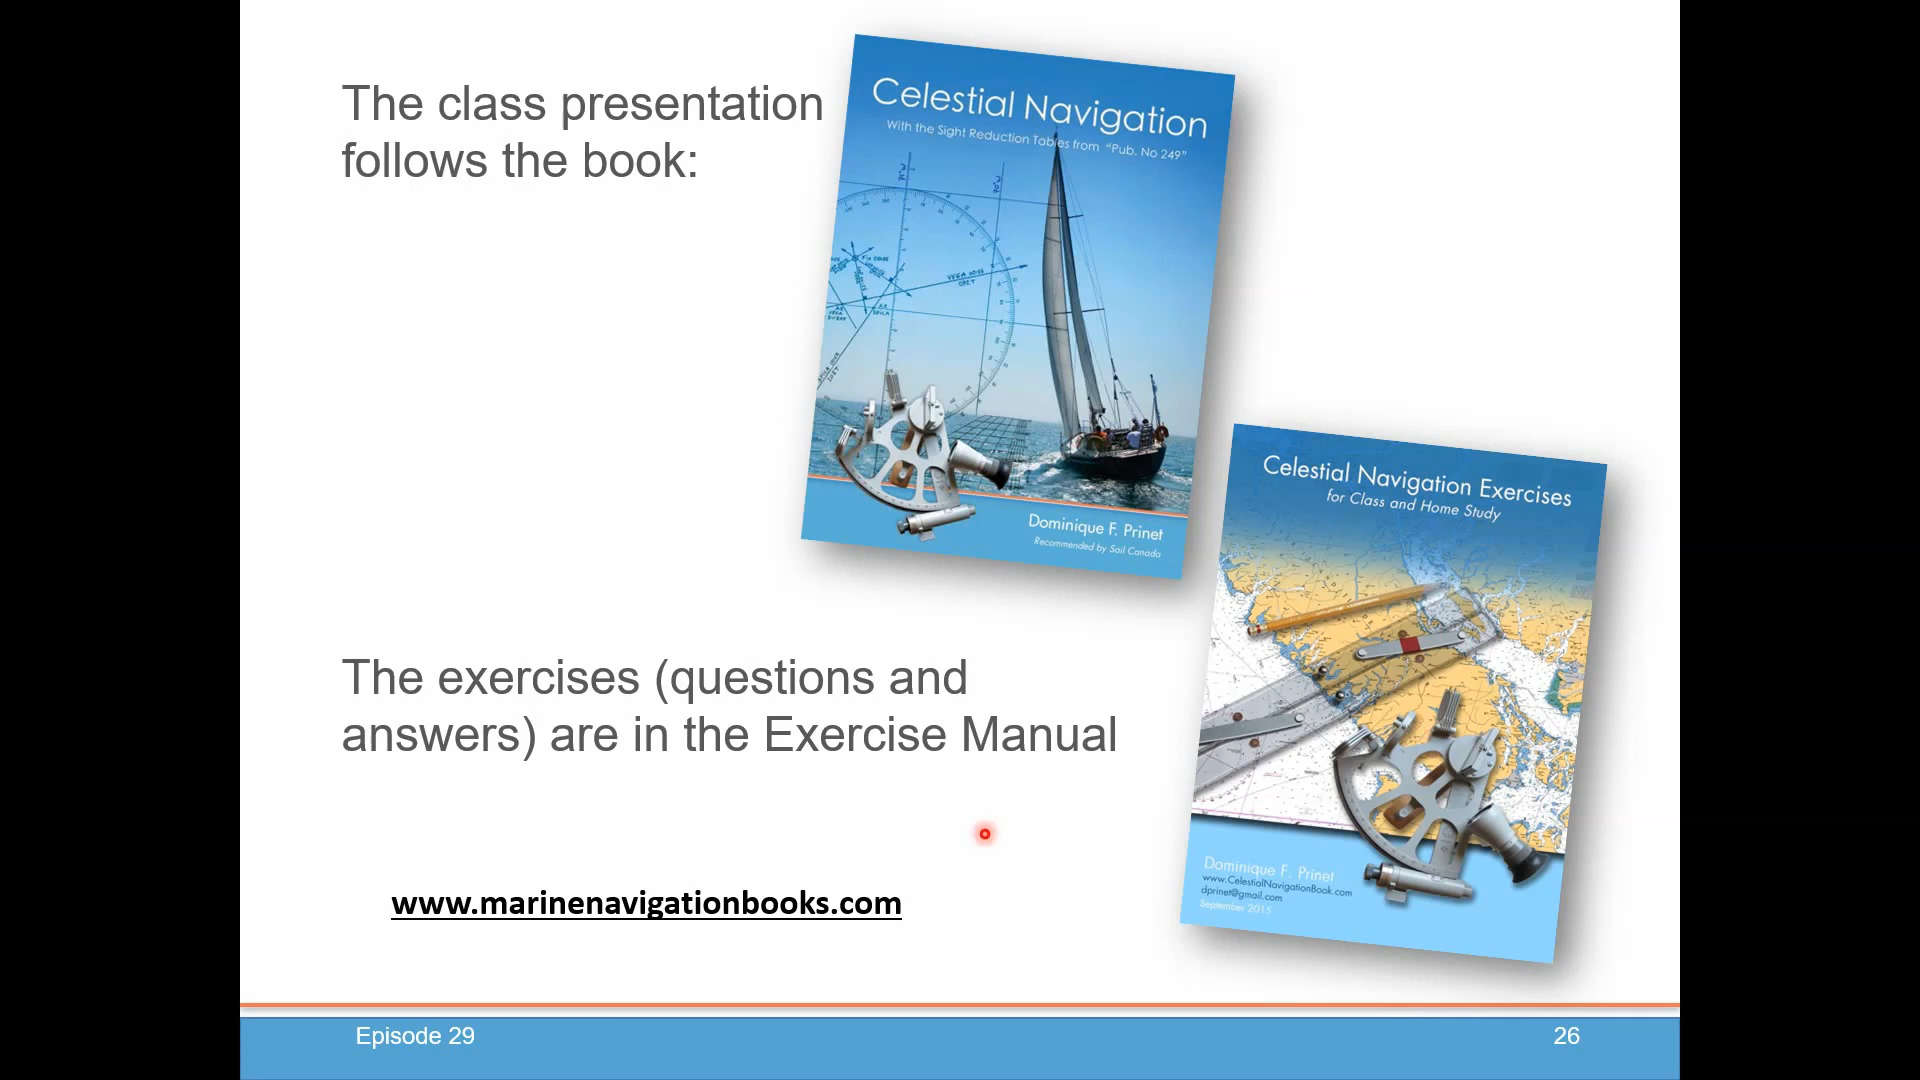 The class presentation
follows the book:
Celestial Navigation
With the Sight Reduction Tables from "Pub. No 249"
VEGA
Dominique F. Prinet
Recommended by Sail Canada
Celestial Navigation Exercises
for Class and Home Study
The exercises (questions and
answers) are in the Exercise Manual
Dominique F. Prinet
www.CelestialNavigationBook.com
dprinet@gmail.com
September 2015
www.marinenavigationbooks.com
Episode 29
26